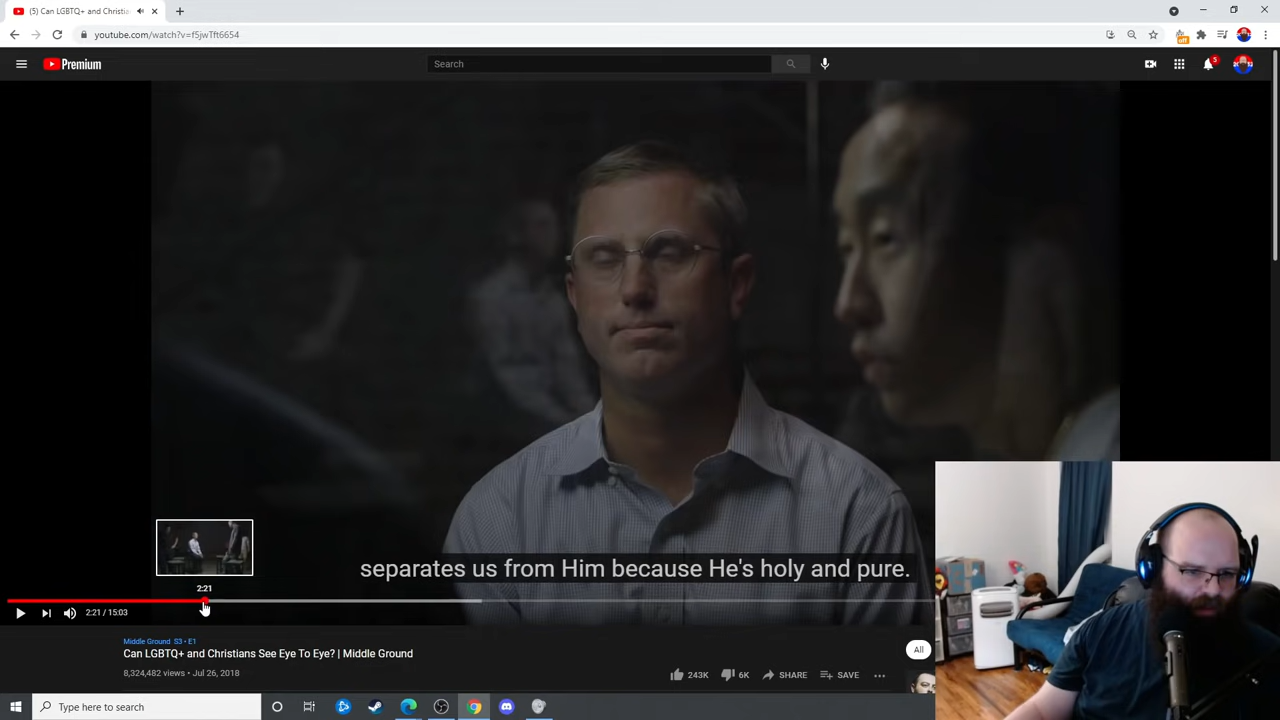 (5) Can LGBTQ+ and Christia
youtube.com/watch?v=f5jwTft6654
off
Premium
Search
3
separates us from Him because He's holy and pure.
2:21
2:21 / 15:03
Middle Ground S3 • E1
Can LGBTQ+ and Christians See Eye To Eye? | Middle Ground
All
8,324,482 views • Jul 26, 2018
243K
6K
SHARE
SAVE
Type here to search